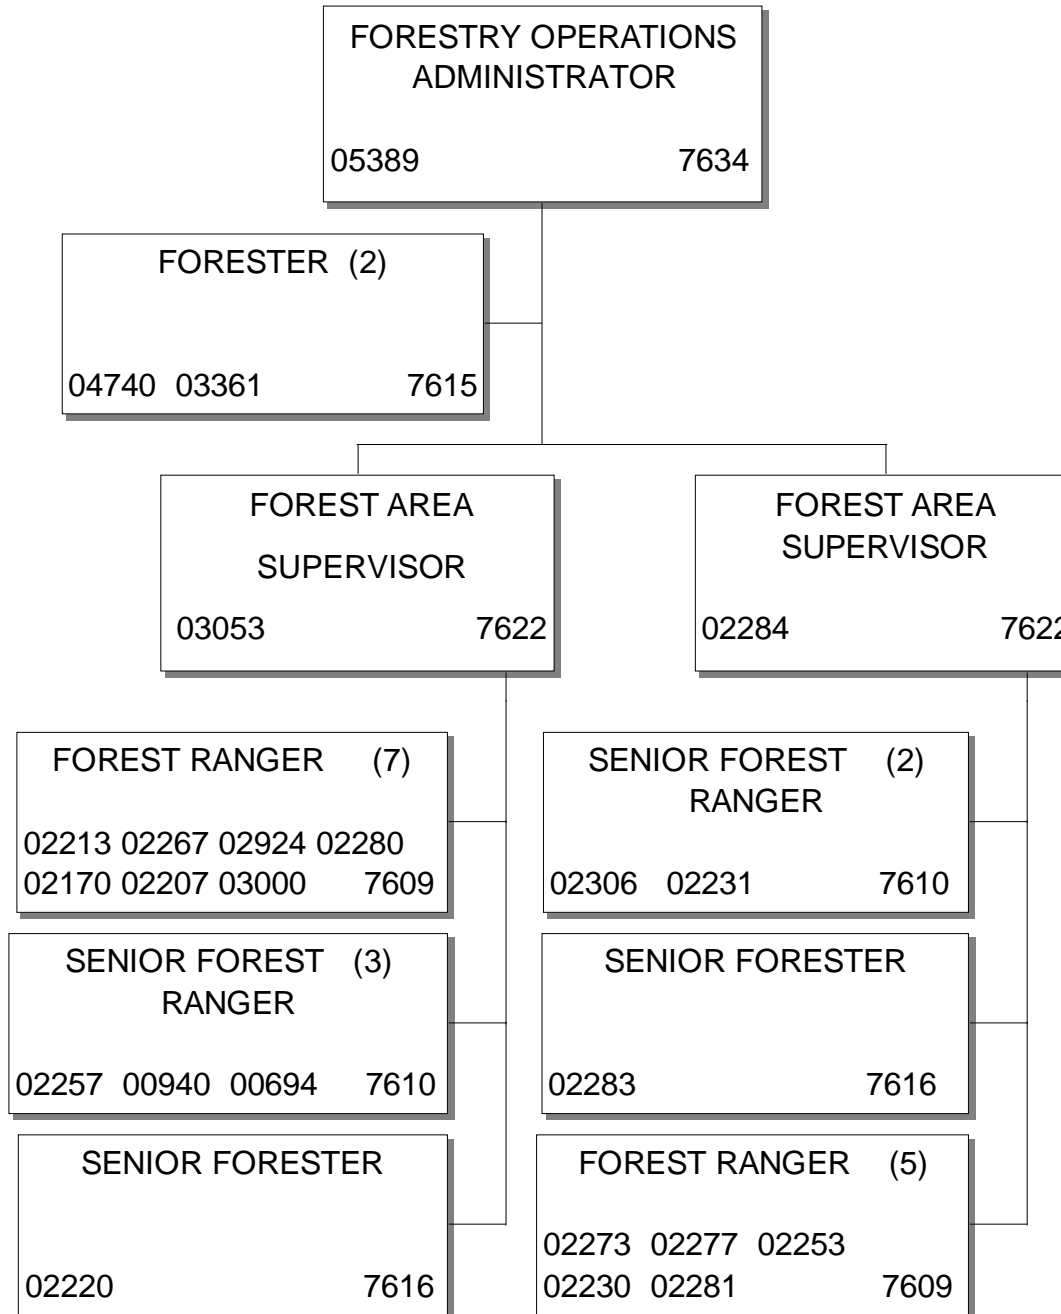 FORESTRY OPERATIONS
ADMINISTRATOR
05389 7634
FORESTER (2)
04740 03361 7615
FOREST AREA
SUPERVISOR
03053 7622
FOREST AREA
SUPERVISOR
02284 7622
FOREST RANGER (7)
02213 02267 02924 02280
02170 02207 03000 7609
SENIOR FOREST (3)
RANGER
02257 00940 00694 7610
SENIOR FORESTER
02220 7616
SENIOR FOREST (2)
RANGER
02306 02231 7610
SENIOR FORESTER
02283 7616
FOREST RANGER (5)
02273 02277 02253
02230 02281 7609